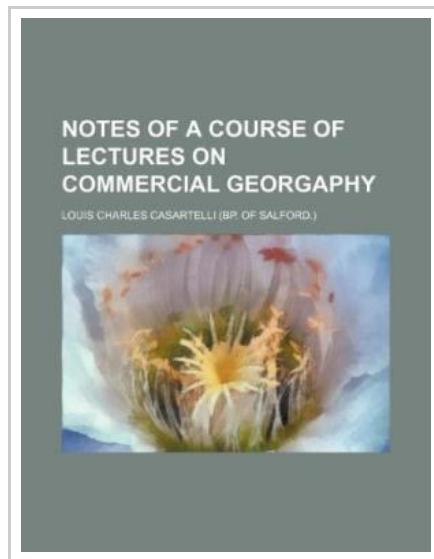 NOTES OF A COURSE OF
LECTURES ON
COMMERCIAL GEORGAPHY
LOUIS CHARLES CASARTELLI (BP. OF SALFORD.)